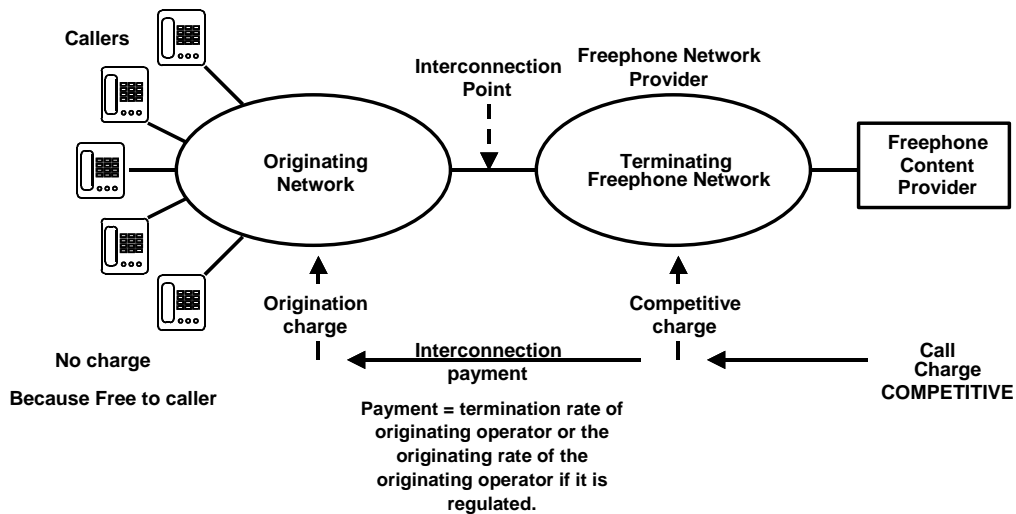 Callers
Interconnection
Point
Freephone Network
Provider
Originating
Network
Terminating
Freephone Network
Freephone
Content
Provider
Origination
charge
Competitive
charge
No charge
Because Free to caller
Interconnection
payment
Call
Charge
COMPETITIVE
Payment = termination rate of
originating operator or the
originating rate of the
originating operator if it is
regulated.